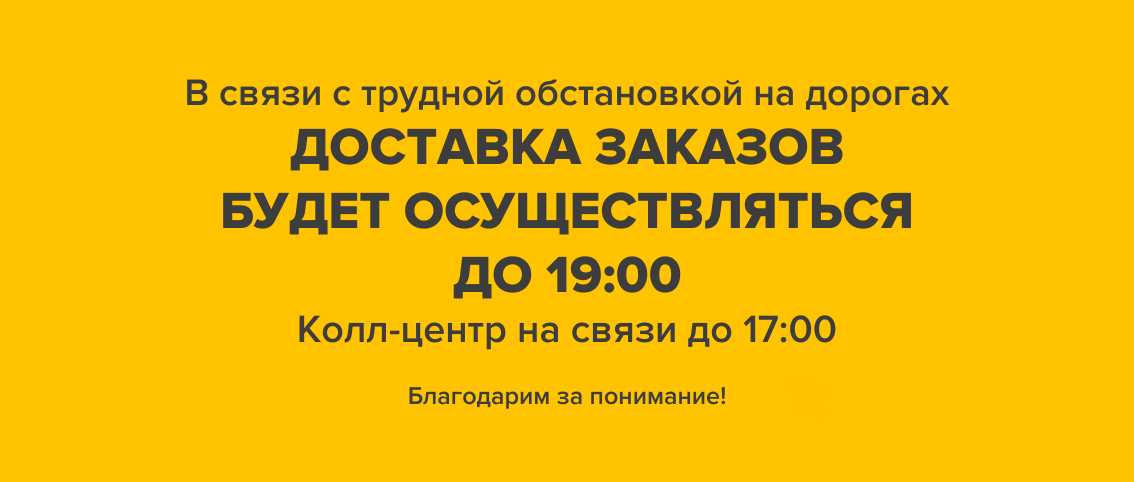 В связи с трудной обстановкой на дорогах
ДОСТАВКА ЗАКАЗОВ
БУДЕТ ОСУЩЕСТВЛЯТЬСЯ
ДО 19:00
Колл-центр на связи до 17:00
Благодарим за понимание!